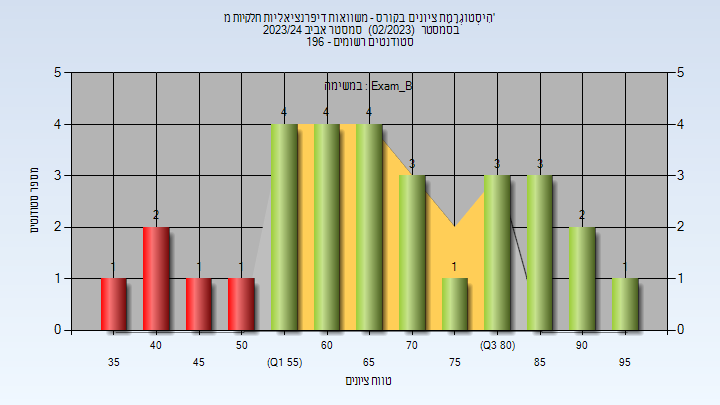 היסטוגרמת ציונים בקורס - משוואות דיפרנציאליות חלקיות מ'
בסמסטר (02/2023) סמסטר אביב 2023/24
196 - סטודנטים רשומים
במשימה : Exam_B
5 5
4 4 4 4 4
3 3 3 3 3
2 2 2 2
1 1 1 1 1 1 1
0 0
מספר סטודנטים
40 50 60 70 (Q3 80) 90
35 45 (Q1 55) 65 75 85 95
טווח ציונים